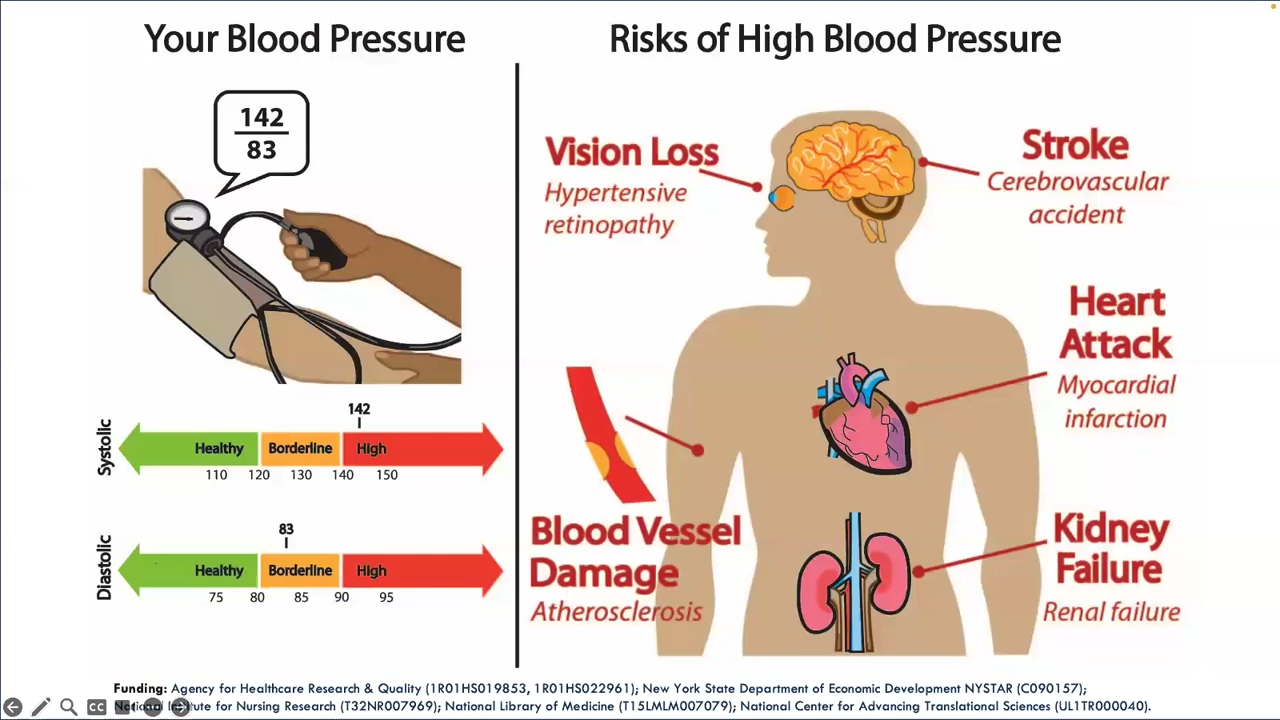 Your Blood Pressure
142
83
142
Systolic
Healthy Borderline High
110 120 130 140 150
83
Diastolic
Healthy Borderline High
75 80 85 90 95
Risks of High Blood Pressure
Vision Loss
Hypertensive
retinopathy
Stroke
Cerebrovascular
accident
Heart
Attack
Myocardial
infarction
Blood Vessel
Damage
Atherosclerosis
Kidney
Failure
Renal failure
Funding: Agency for Healthcare Research & Quality (1R01HS019853, 1R01HS022961); New York State Department of Economic Development NYSTAR (C090157);
for Nursing Research (T32NR007969); National Library of Medicine (T15LMLM007079); National Center for Advancing Translational Sciences (UL1TR000040).
CC